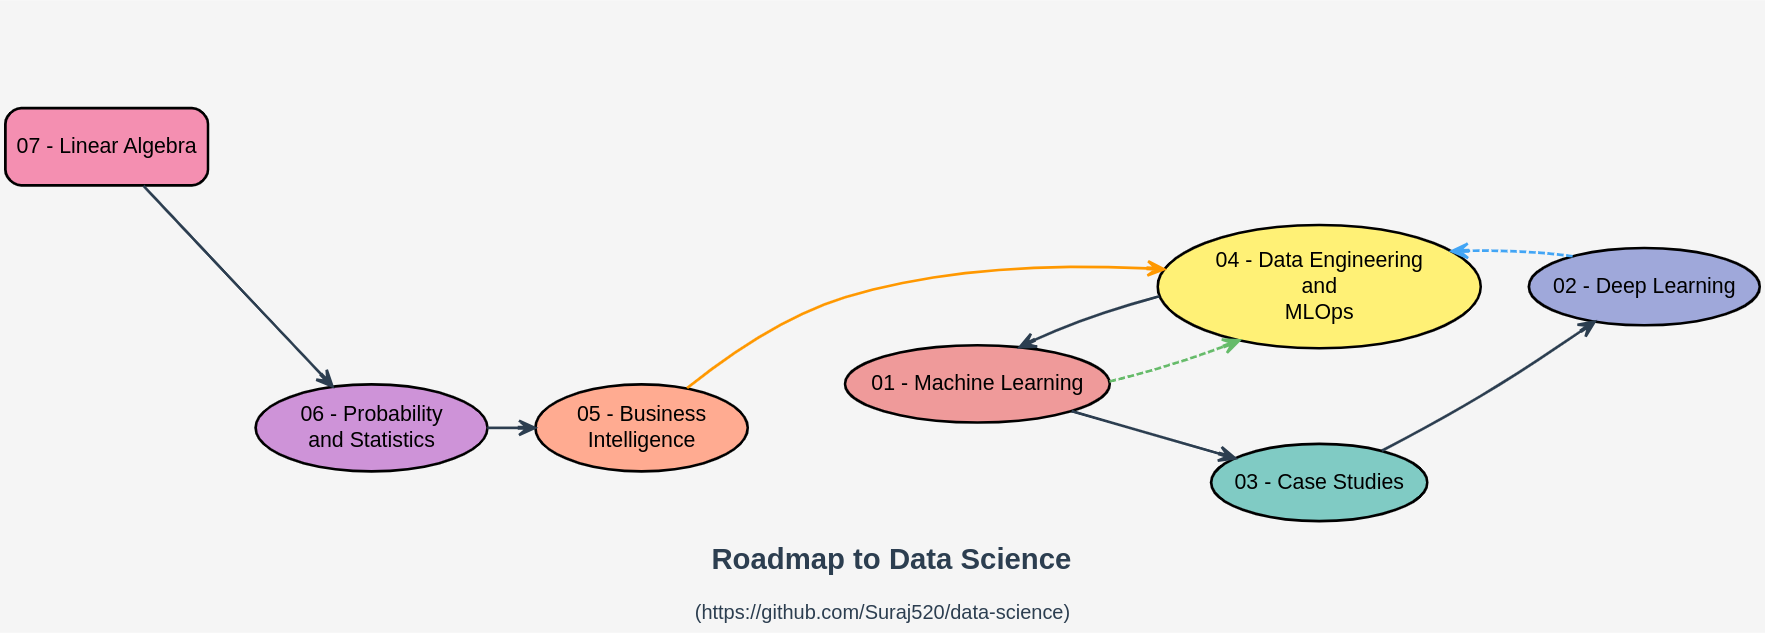 07 - Linear Algebra
06 - Probability
and Statistics
05 - Business
Intelligence
04 - Data Engineering
and
MLOps
02 - Deep Learning
01 - Machine Learning
03 - Case Studies
Roadmap to Data Science
(https://github.com/Suraj520/data-science)